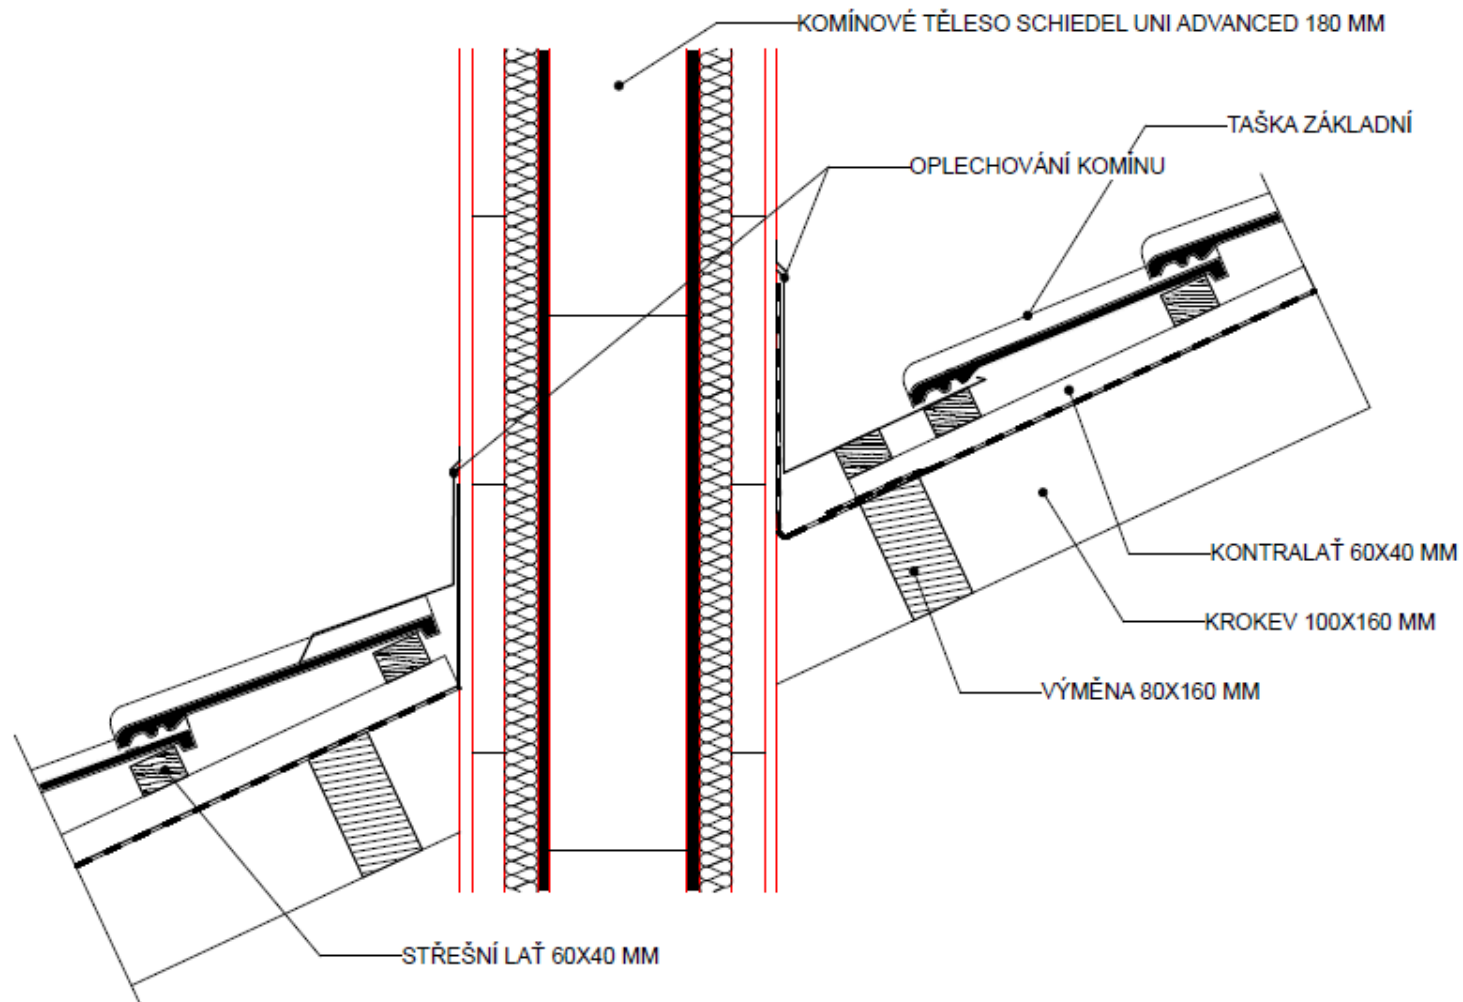 KOMÍNOVÉ TĚLESO SCHIEDEL UNI ADVANCED 180 MM
TAŠKA ZÁKLADNÍ
OPLECHOVÁNÍ KOMÍNU
KONTRALAŤ 60X40 MM
KROKEV 100X160 MM
VÝMĚNA 80X160 MM
STŘEŠNÍ LAŤ 60X40 MM